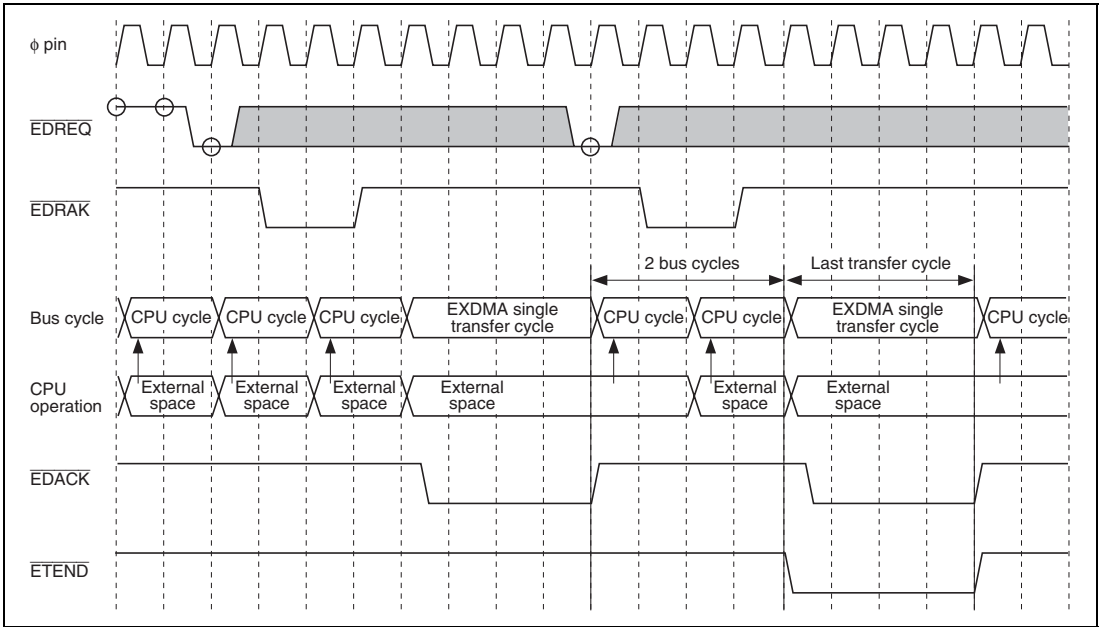 ϕ pin
EDREQ
EDRAK
2 bus cycles
Last transfer cycle
Bus cycle
CPU cycle
CPU cycle
CPU cycle
EXDMA single
transfer cycle
CPU cycle
CPU cycle
EXDMA single
transfer cycle
CPU cycle
CPU
operation
External
space
External
space
External
space
External
space
External
space
External
space
EDACK
ETEND